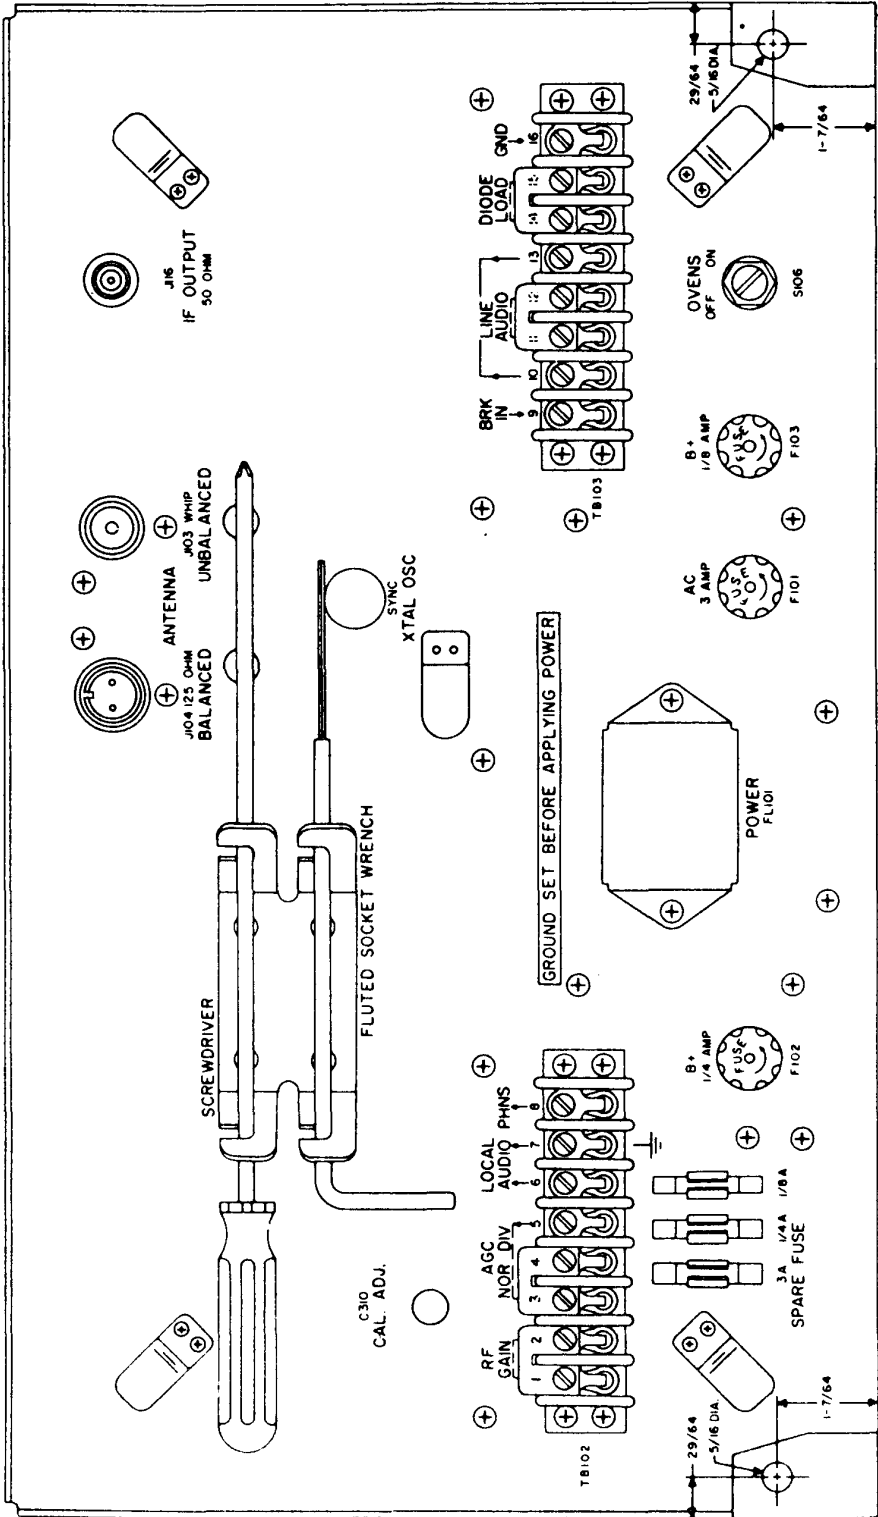 SCREWDRIVER
FLUTED SOCKET WRENCH
C310
CAL. ADJ.
ANTENNA
J104 125 OHM
BALANCED
J103 WHIP
UNBALANCED
J116
IF OUTPUT
50 OHM
SYNC
XTAL OSC
RF
GAIN
AGC
NOR DIV
LOCAL
AUDIO
PHNS
1
2
3
4
5
6
7
8
TB102
GROUND SET BEFORE APPLYING POWER
BRK
IN
LINE
AUDIO
DIODE
LOAD
GND
9
10
11
12
13
14
15
16
TB103
3A
1/4A
1/8A
SPARE FUSE
B+
1/4 AMP
FUSE
F102
POWER
FL101
AC
3 AMP
FUSE
F101
B+
1/8 AMP
FUSE
F103
OVENS
OFF
ON
S106
29/64
5/16 DIA.
1-7/64
29/64
5/16 DIA.
1-7/64